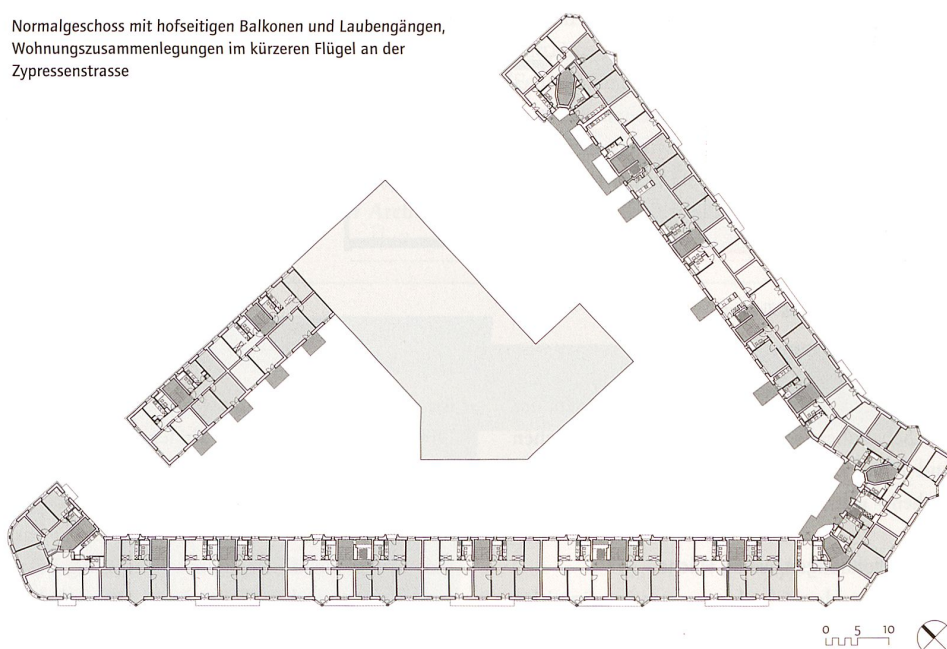 Normalgeschoss mit hofseitigen Balkonen und Laubengängen,
Wohnungszusammenlegungen im kürzeren Flügel an der
Zypressenstrasse
0 5 10